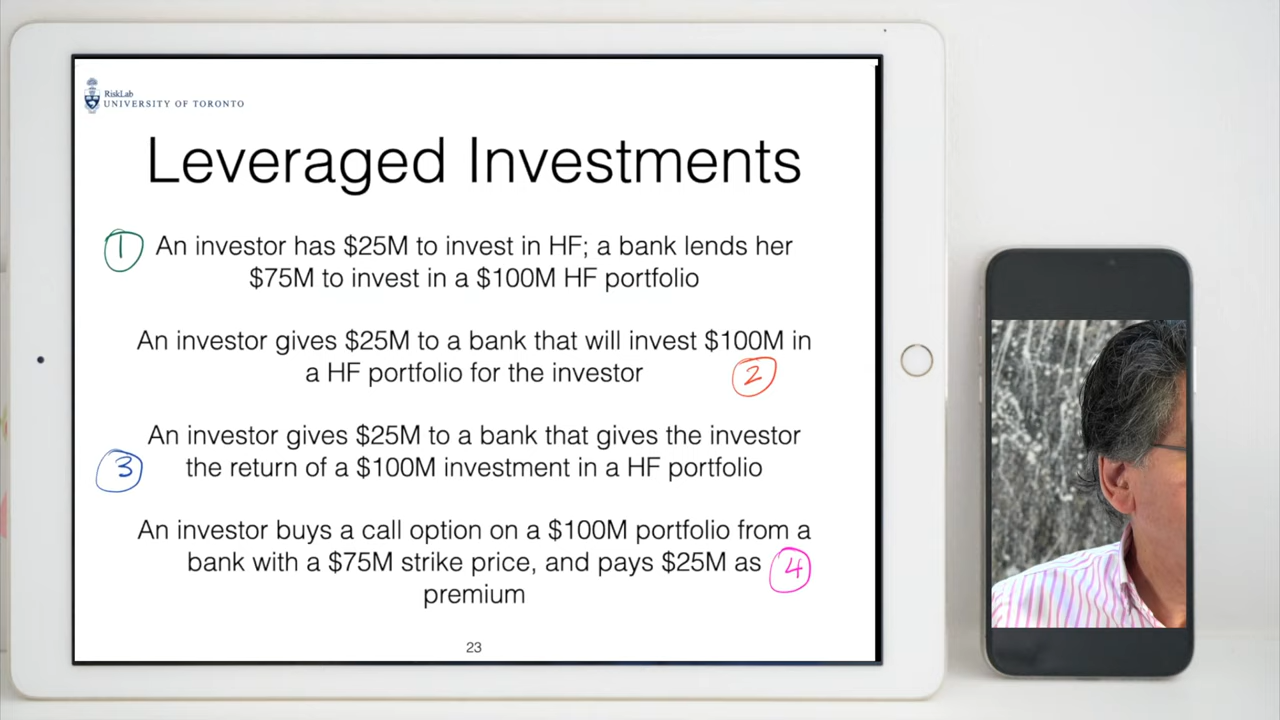 RiskLab
UNIVERSITY OF TORONTO
Leveraged Investments
1
An investor has $25M to invest in HF; a bank lends her
$75M to invest in a $100M HF portfolio
An investor gives $25M to a bank that will invest $100M in
a HF portfolio for the investor
2
An investor gives $25M to a bank that gives the investor
3
the return of a $100M investment in a HF portfolio
An investor buys a call option on a $100M portfolio from a
bank with a $75M strike price, and pays $25M as
4
premium
23